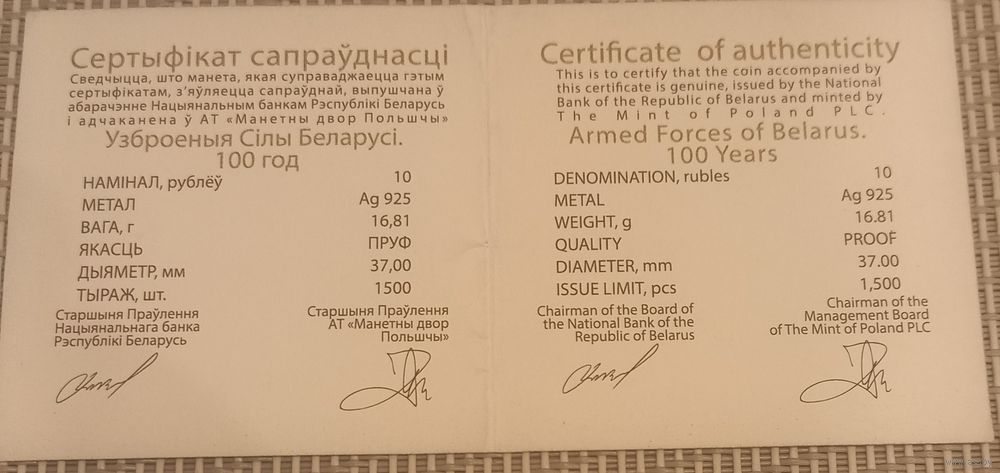 Сертыфікат сапраўднасці
Сведчыцца, што манета, якая суправаджаецца гэтым
сертыфікатам, з’яўляецца сапраўднай, выпушчана ў
абарачэнне Нацыянальным банкам Рэспублікі Беларусь
і адчаканена ў АТ «Манетны двор Польшчы»
Узброеныя Сілы Беларусі.
100 год
НАМІНАЛ, рублёў 10
МЕТАЛ Ag 925
ВАГА, г 16,81
ЯКАСЦЬ ПРУФ
ДЫЯМЕТР, мм 37,00
ТЫРАЖ, шт. 1500
Старшыня Праўлення
Нацыянальнага банка
Рэспублікі Беларусь
Старшыня Праўлення
АТ «Манетны двор
Польшчы»
Certificate of authenticity
This is to certify that the coin accompanied by
this certificate is genuine, issued by the National
Bank of the Republic of Belarus and minted by
The Mint of Poland PLC.
Armed Forces of Belarus.
100 Years
DENOMINATION, rubles 10
METAL Ag 925
WEIGHT, g 16.81
QUALITY PROOF
DIAMETER, mm 37.00
ISSUE LIMIT, pcs 1,500
Chairman of the Board of
the National Bank of the
Republic of Belarus
Chairman of the
Management Board
of The Mint of Poland PLC